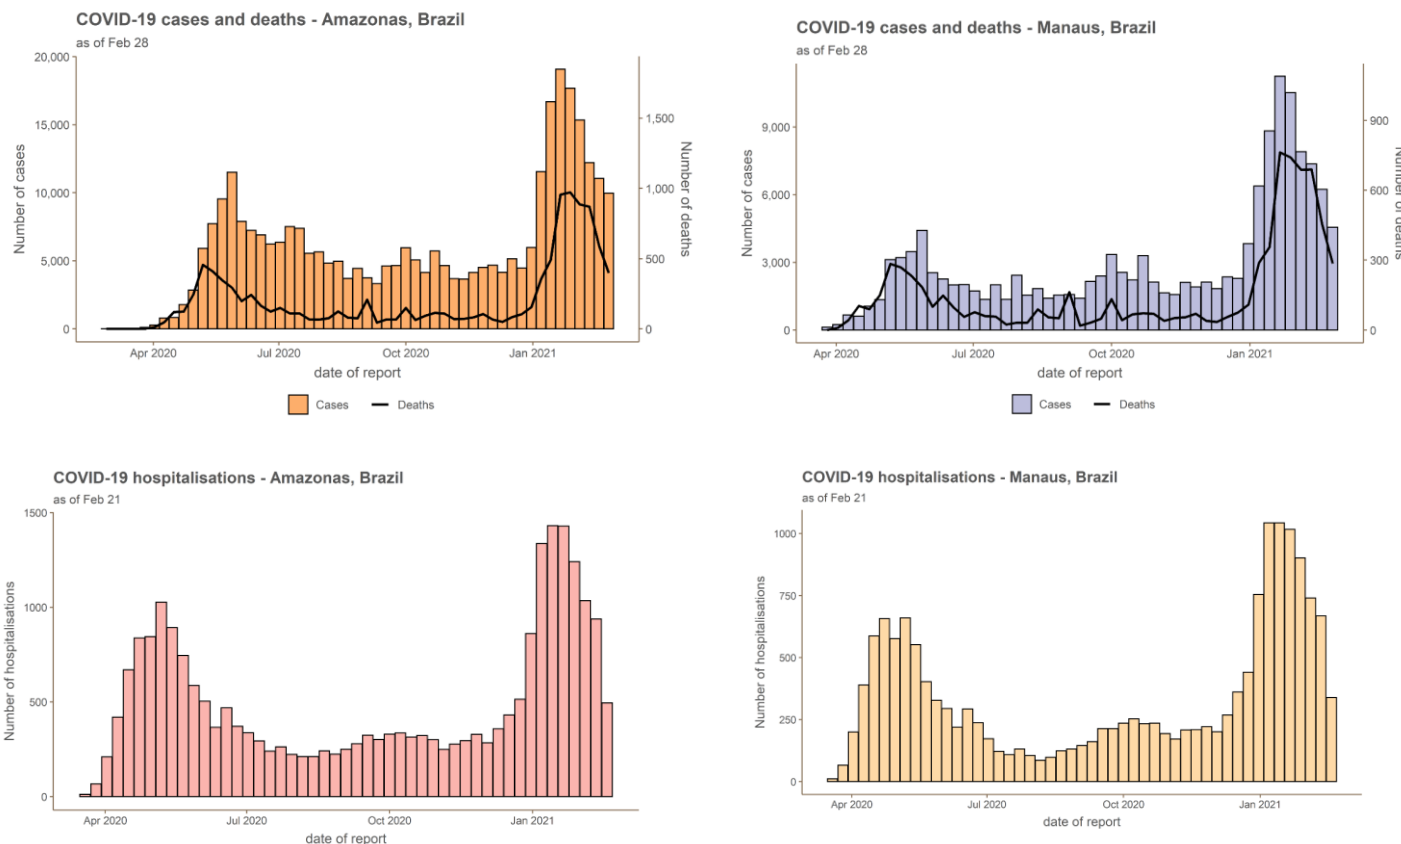 COVID-19 cases and deaths - Amazonas, Brazil
as of Feb 28
20,000
15,000
10,000
5,000
0
Number of cases
1,500
1,000
500
0
Number of deaths
Apr 2020 Jul 2020 Oct 2020 Jan 2021
date of report
Cases Deaths
COVID-19 cases and deaths - Manaus, Brazil
as of Feb 28
9,000
6,000
3,000
0
Number of cases
900
600
300
0
Number of deaths
Apr 2020 Jul 2020 Oct 2020 Jan 2021
date of report
Cases Deaths
COVID-19 hospitalisations - Amazonas, Brazil
as of Feb 21
1500
1000
500
0
Number of hospitalisations
Apr 2020 Jul 2020 Oct 2020 Jan 2021
date of report
COVID-19 hospitalisations - Manaus, Brazil
as of Feb 21
1000
750
500
250
0
Number of hospitalisations
Apr 2020 Jul 2020 Oct 2020 Jan 2021
date of report